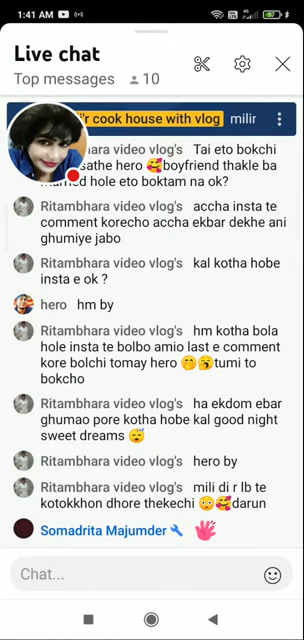 1:41 AM
57
Live chat
Top messages 10
cook house with vlog milir
hara video vlog's Tai eto bokchi
sathe hero 🥰boyfriend thakle ba
hole eto boktam na ok?
Ritambhara video vlog's accha insta te
comment korecho accha ekbar dekhe ani
ghumiye jabo
Ritambhara video vlog's kal kotha hobe
insta e ok ?
hero hm by
Ritambhara video vlog's hm kotha bola
hole insta te bolbo amio last e comment
kore bolchi tomay hero 🤭🥱tumi to
bokcho
Ritambhara video vlog's ha ekdom ebar
ghumao pore kotha hobe kal good night
sweet dreams 😴
Ritambhara video vlog's hero by
Ritambhara video vlog's mili di r lb te
kotokkhon dhore thekechi 😳🥰darun
Somadrita Majumder 🔧
Chat...